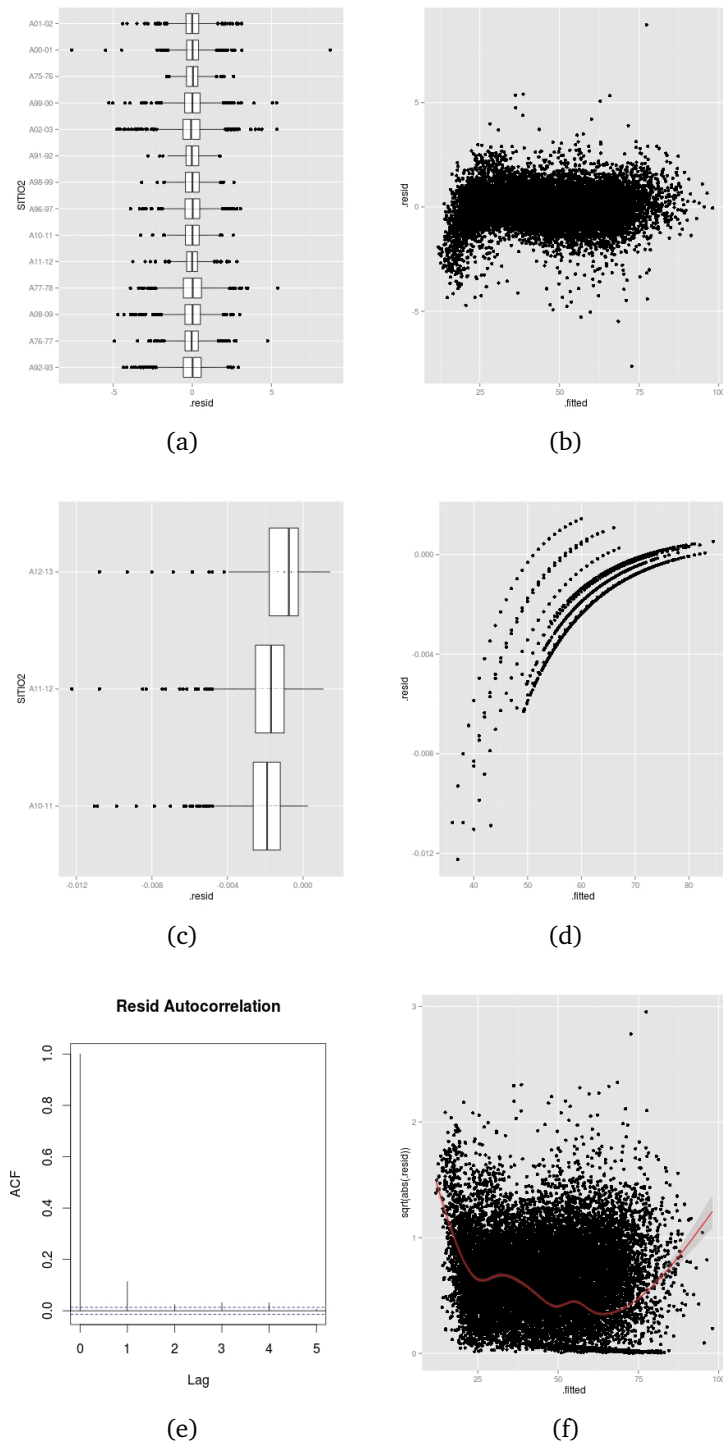 A01-02
A00-01
A75-76
A99-00
A02-03
A91-92
A98-99
A96-97
A10-11
A11-12
A77-78
A08-09
A76-77
A92-93
SITIO2
-5 0 5
.resid
(a)
5
0
-5
.resid
25 50 75 100
.fitted
(b)
A12-13
A11-12
A10-11
SITIO2
-0.012 -0.008 -0.004 0.000
.resid
(c)
0.000
-0.004
-0.008
-0.012
.resid
40 50 60 70 80
.fitted
(d)
Resid Autocorrelation
1.0
0.8
0.6
0.4
0.2
0.0
ACF
0 1 2 3 4 5
Lag
(e)
3
2
1
0
sqrt(abs(.resid))
25 50 75 100
.fitted
(f)